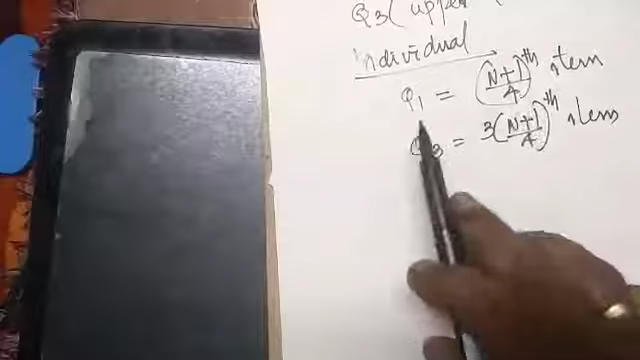 Q3 (upper
individual
Q1 = (N+1/4)th item
Q3 = 3(N+1/4)th item